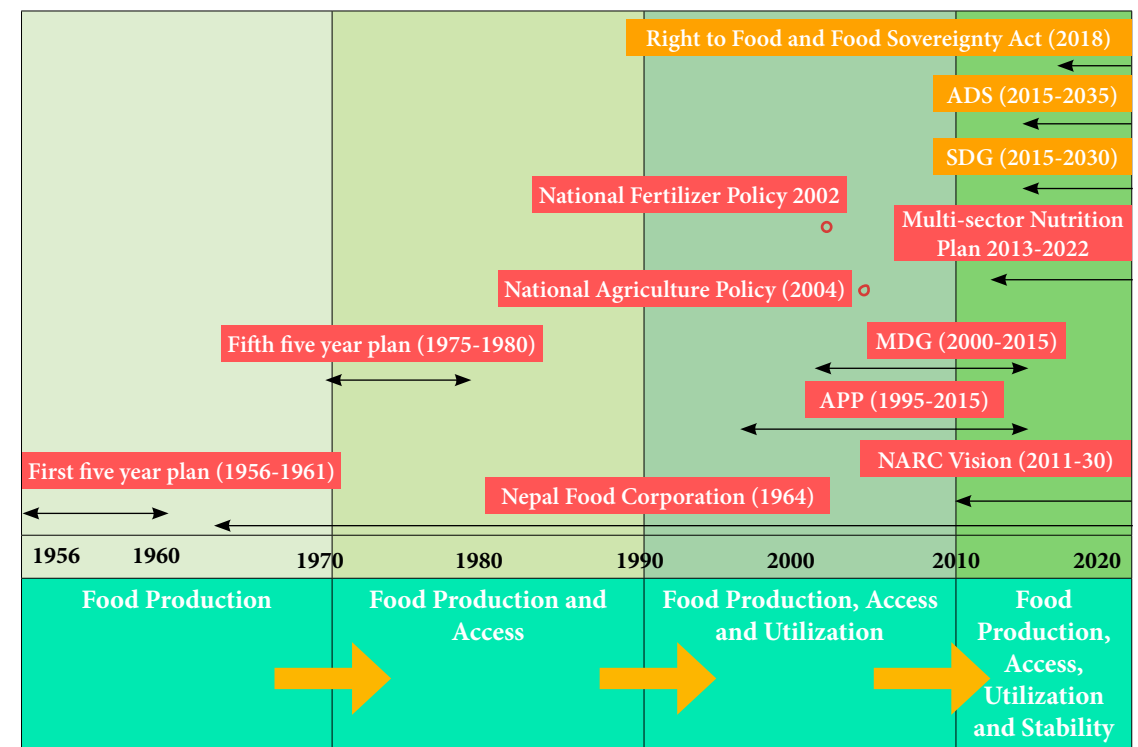 Right to Food and Food Sovereignty Act (2018)
ADS (2015-2035)
SDG (2015-2030)
National Fertilizer Policy 2002
Multi-sector Nutrition
Plan 2013-2022
National Agriculture Policy (2004)
Fifth five year plan (1975-1980)
MDG (2000-2015)
APP (1995-2015)
First five year plan (1956-1961)
NARC Vision (2011-30)
Nepal Food Corporation (1964)
1956 1960 1970 1980 1990 2000 2010 2020
Food Production
Food Production and
Access
Food Production, Access
and Utilization
Food
Production,
Access,
Utilization
and Stability